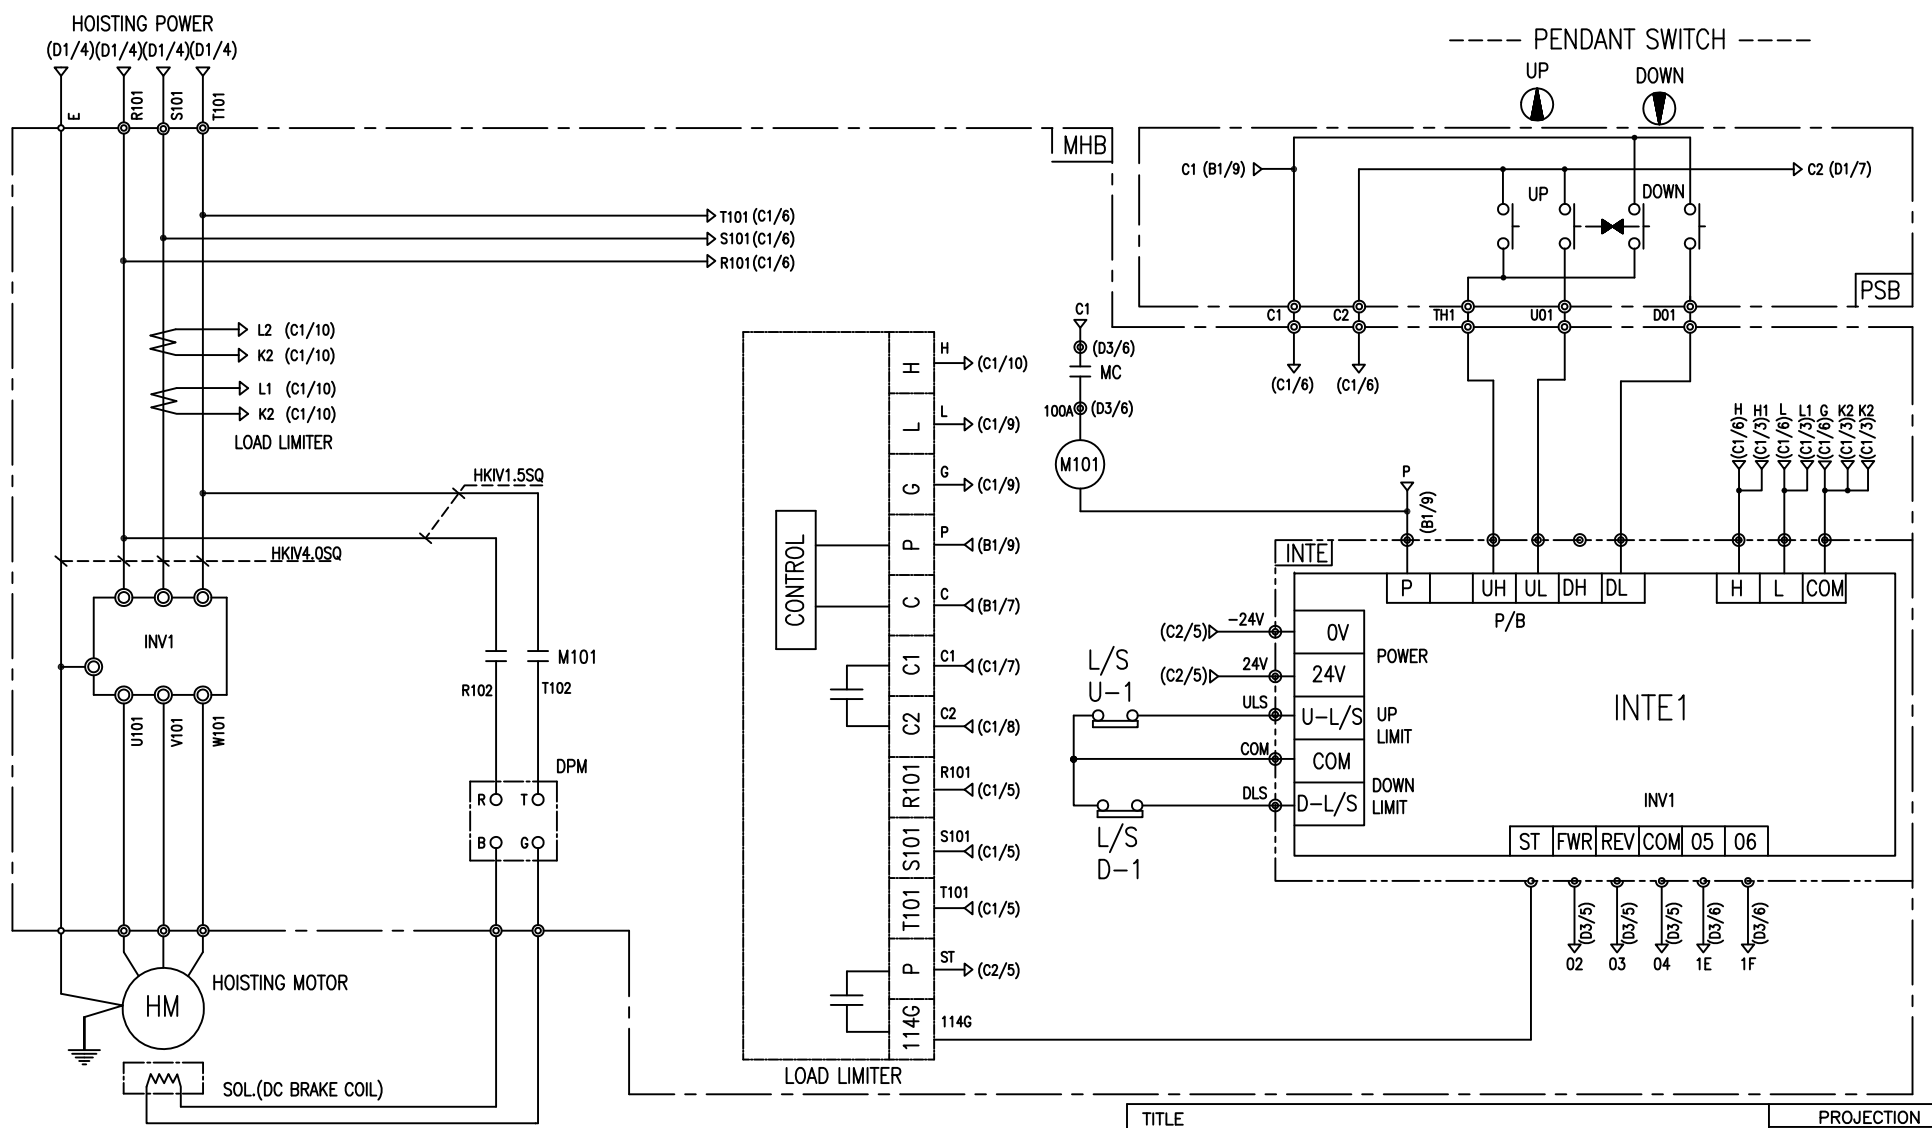 HOISTING POWER
(D1/4)(D1/4)(D1/4)(D1/4)
E
R101
S101
T101
MHB
T101 (C1/6)
S101 (C1/6)
R101 (C1/6)
L2 (C1/10)
K2 (C1/10)
L1 (C1/10)
K2 (C1/10)
LOAD LIMITER
HKIV1.5SQ
HKIV4.0SQ
INV1
M101
R102
T102
U101
V101
W101
DPM
R
T
B
G
HOISTING MOTOR
HM
SOL.(DC BRAKE COIL)
CONTROL
H
H
(C1/10)
L
L
(C1/9)
G
G
(C1/9)
P
P
(B1/9)
C
C
(B1/7)
C1
C1
(C1/7)
C2
C2
(C1/8)
R101
R101
(C1/5)
S101
S101
(C1/5)
T101
T101
(C1/5)
P
ST
(C2/5)
114G
114G
LOAD LIMITER
---- PENDANT SWITCH ----
UP
DOWN
C1 (B1/9)
C2 (D1/7)
UP
DOWN
PSB
C1
C2
TH1
U01
D01
(C1/6)
(C1/6)
C1
(D3/6)
MC
100A
(D3/6)
M101
P
(B1/9)
H
H1
L
L1
G
K2
K2
(C1/6)
(C1/3)
(C1/6)
(C1/3)
(C1/6)
(C1/3)
(C1/3)
INTE
P
UH
UL
DH
DL
H
L
COM
P/B
(C2/5)
-24V
0V
POWER
(C2/5)
24V
24V
L/S
U-1
ULS
U-L/S
UP
LIMIT
COM
COM
DLS
D-L/S
DOWN
LIMIT
L/S
D-1
INTE1
INV1
ST
FWR
REV
COM
05
06
(D3/5)
(D3/5)
(D3/5)
(D3/6)
(D3/6)
02
03
04
1E
1F
TITLE
PROJECTION